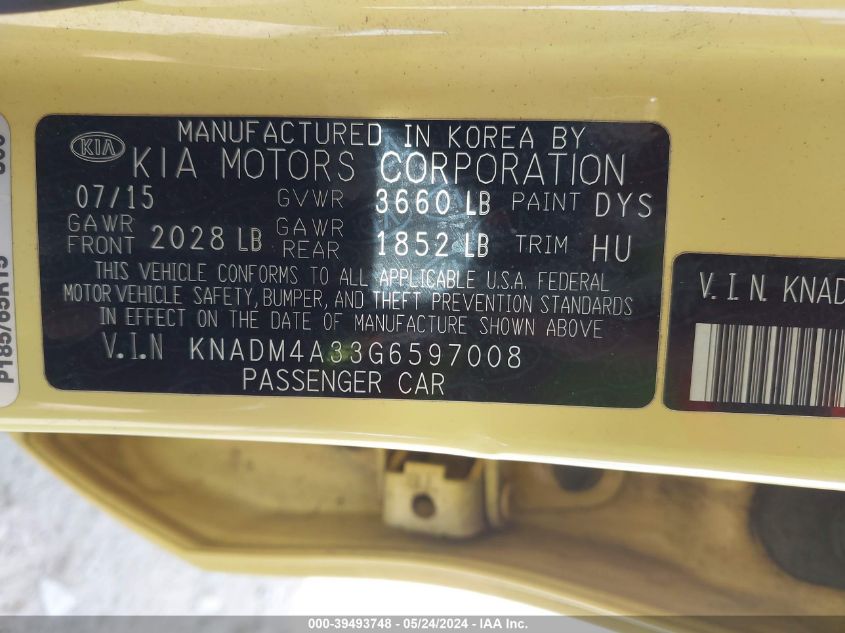 MANUFACTURED IN KOREA BY
KIA KIA MOTORS CORPORATION
07/15 GVWR 3660 LB PAINT DYS
GAWR FRONT 2028 LB GAWR REAR 1852 LB TRIM HU
THIS VEHICLE CONFORMS TO ALL APPLICABLE U.S.A. FEDERAL
MOTOR VEHICLE SAFETY, BUMPER, AND THEFT PREVENTION STANDARDS
IN EFFECT ON THE DATE OF MANUFACTURE SHOWN ABOVE
V.I.N KNADM4A33G6597008
PASSENGER CAR
V.I.N. KNAD
P185/65R15
000-39493748 - 05/24/2024 - IAA Inc.